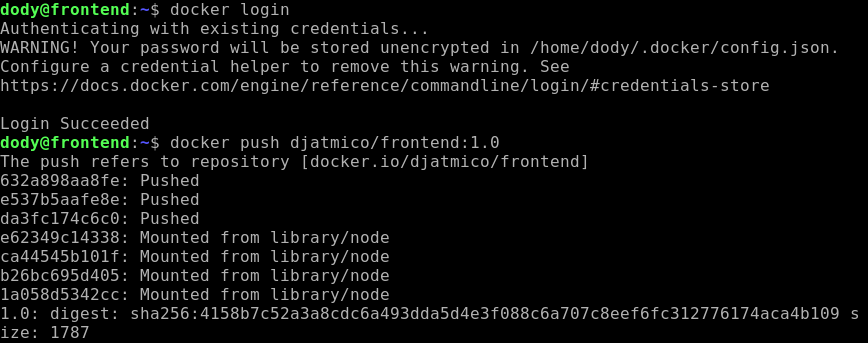 dody@frontend:~$ docker login
Authenticating with existing credentials...
WARNING! Your password will be stored unencrypted in /home/dody/.docker/config.json.
Configure a credential helper to remove this warning. See
https://docs.docker.com/engine/reference/commandline/login/#credentials-store

Login Succeeded
dody@frontend:~$ docker push djatmico/frontend:1.0
The push refers to repository [docker.io/djatmico/frontend]
632a898aa8fe: Pushed
e537b5aafe8e: Pushed
da3fc174c6c0: Pushed
e62349c14338: Mounted from library/node
ca44545b101f: Mounted from library/node
b26bc695d405: Mounted from library/node
1a058d5342cc: Mounted from library/node
1.0: digest: sha256:4158b7c52a3a8cdc6a493dda5d4e3f088c6a707c8eef6fc312776174aca4b109 s
ize: 1787